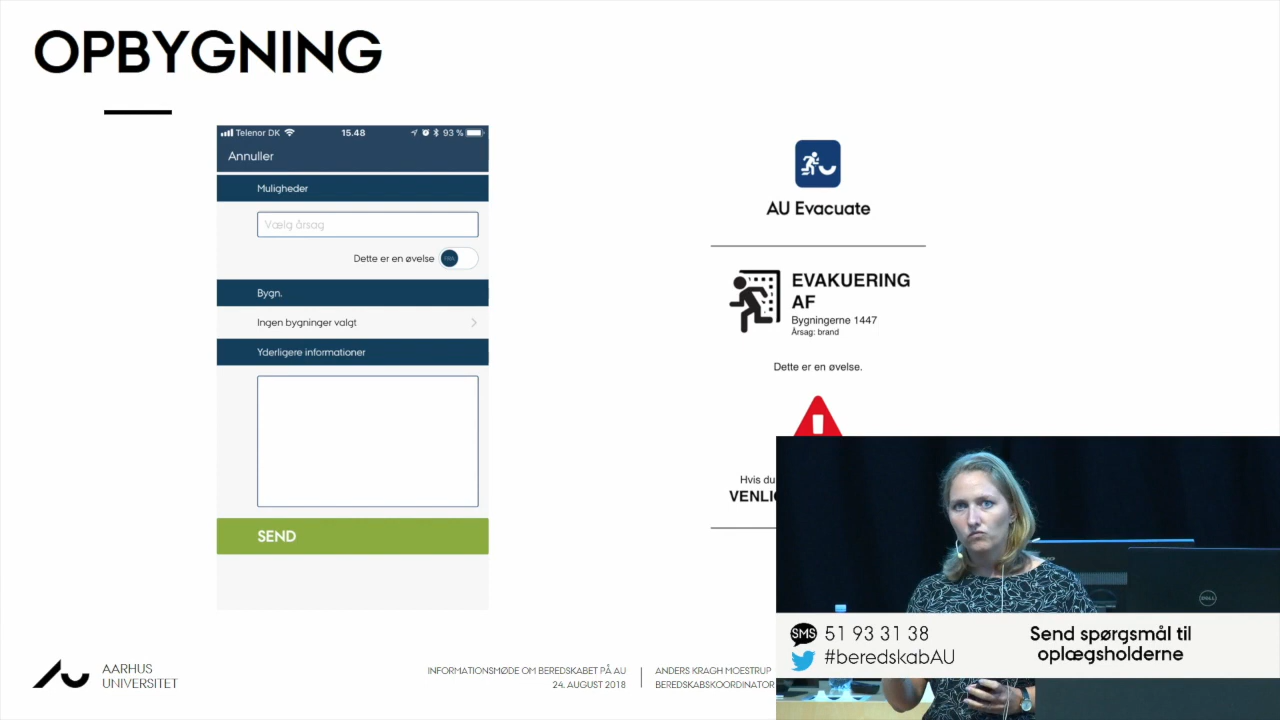 OPBYGNING
Telenor DK 15.48 93 %
Annuller
Muligheder
Vælg årsag
Dette er en øvelse
Bygn.
Ingen bygninger valgt
Yderligere informationer
SEND
AU Evacuate
EVAKUERING
AF
Bygningerne 1447
Årsag: brand
Dette er en øvelse.
Hvis du
DELL
SMS 51 93 31 38
#beredskabAU
Send spørgsmål til
oplægsholderne
AARHUS
UNIVERSITET
INFORMATIONSMØDE OM BEREDSKABET PÅ AU
24. AUGUST 2018
ANDERS KRAGH MOESTRUP
BEREDSKABSKOORDINATOR